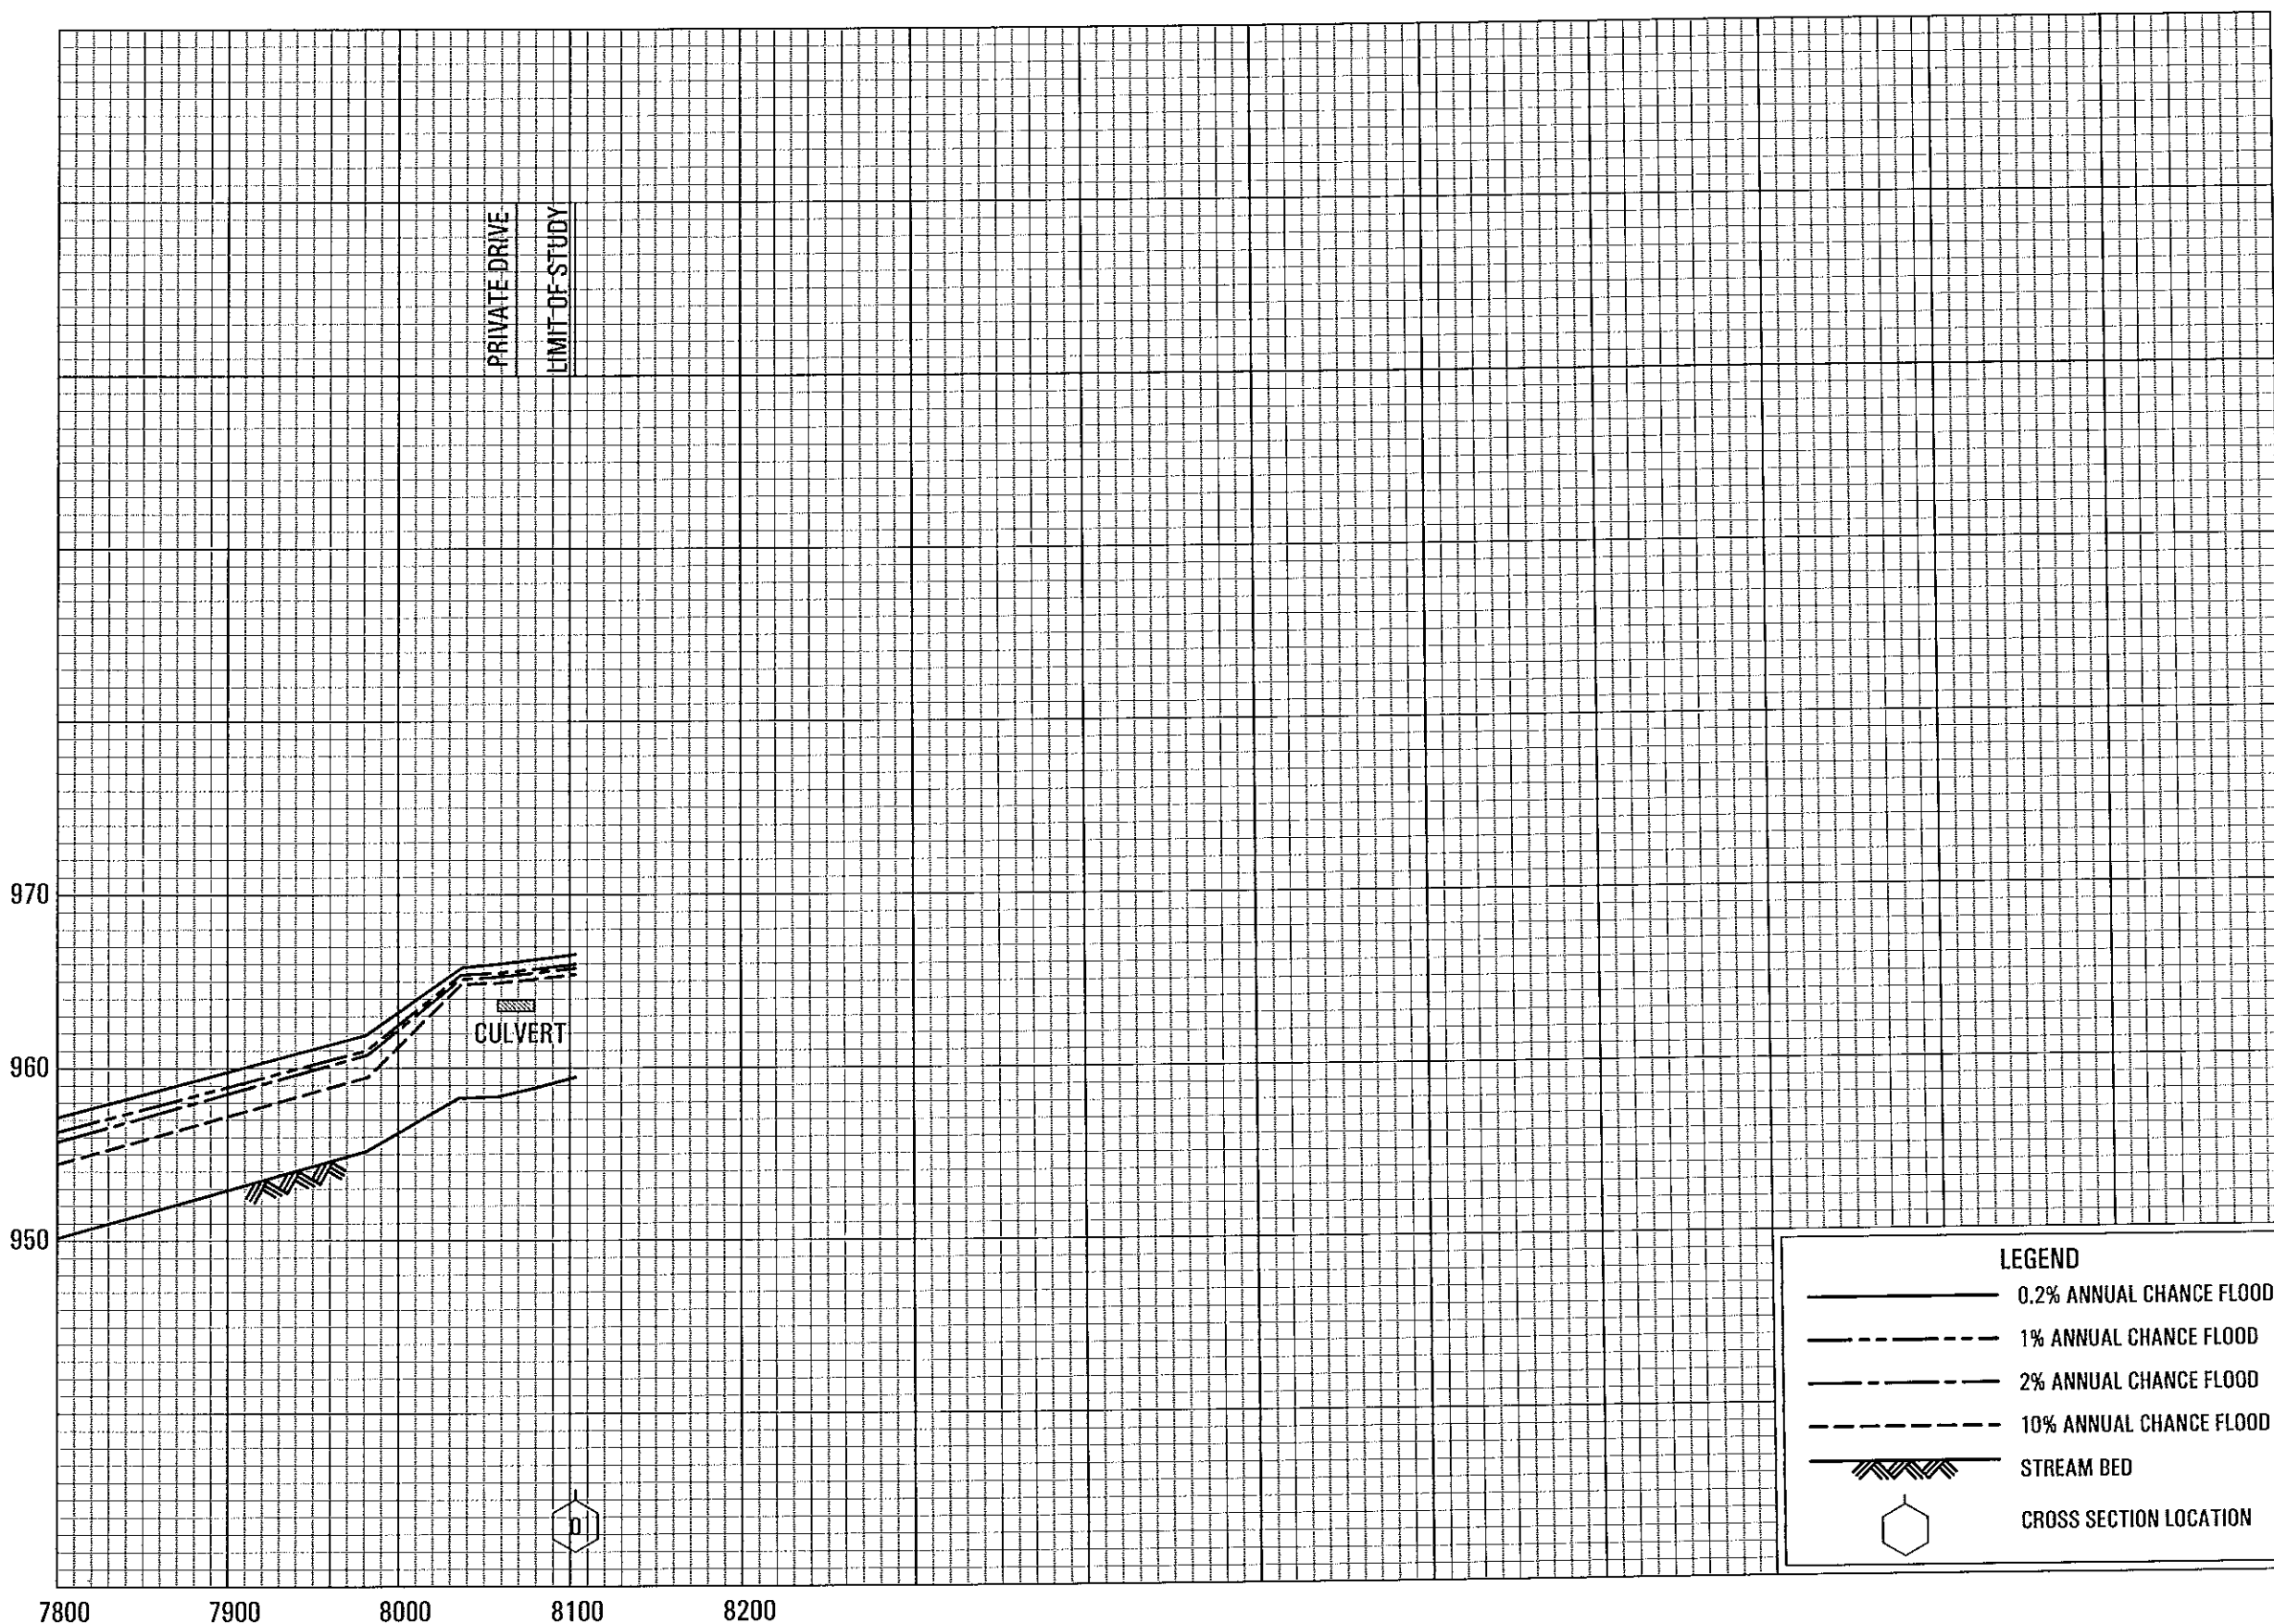 PRIVATE DRIVE
LIMIT OF STUDY
970
960
950
CULVERT
LEGEND
0.2% ANNUAL CHANCE FLOOD
1% ANNUAL CHANCE FLOOD
2% ANNUAL CHANCE FLOOD
10% ANNUAL CHANCE FLOOD
STREAM BED
CROSS SECTION LOCATION
7800 7900 8000 8100 8200